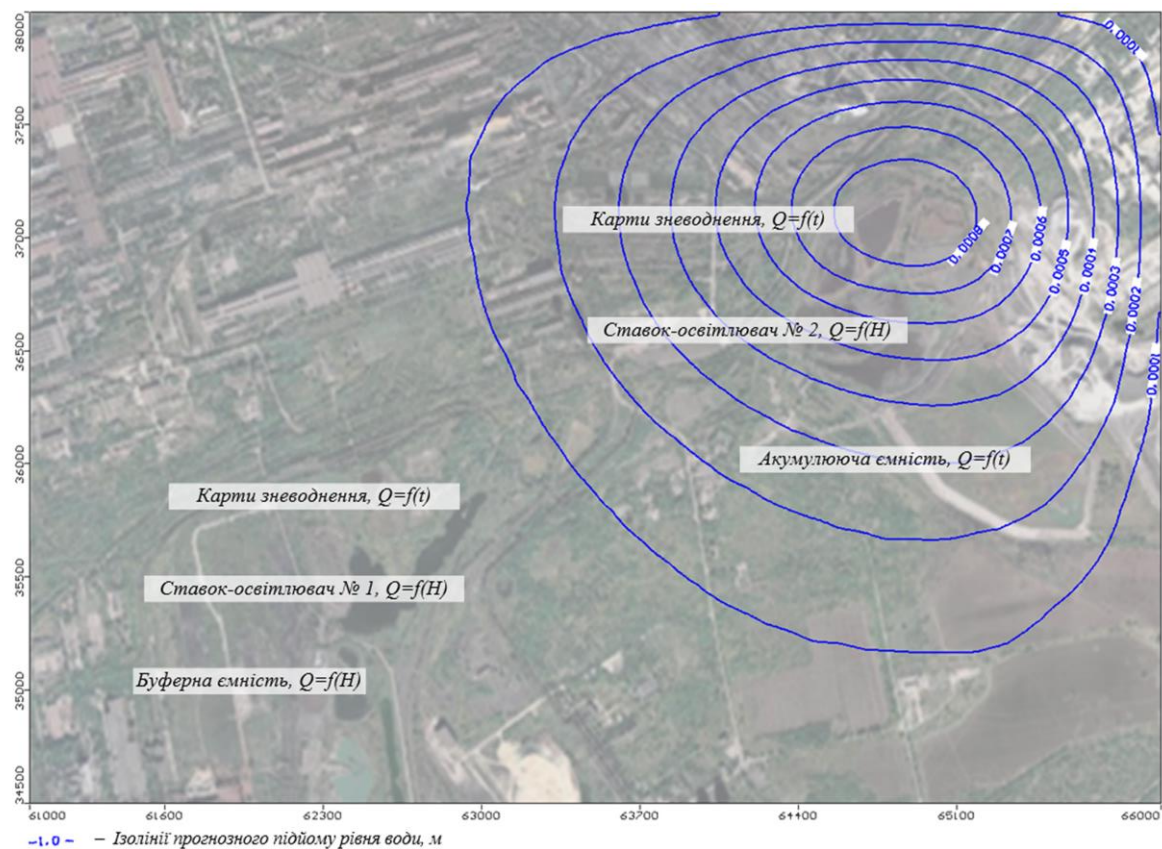 38000
0.0001
37500
Карти зневоднення, Q=f(t)
37000
0.0008
0.0007
0.0006
0.0005
0.0001
0.0003
0.0002
0.0001
Ставок-освітлювач № 2, Q=f(H)
36500
Акумулююча ємність, Q=f(t)
36000
Карти зневоднення, Q=f(t)
Ставок-освітлювач № 1, Q=f(H)
35500
Буферна ємність, Q=f(H)
35000
34500
61000 61600 62300 63000 63700 64400 65100 66000
–1.0 – – Ізолінії прогнозного підйому рівня води, м